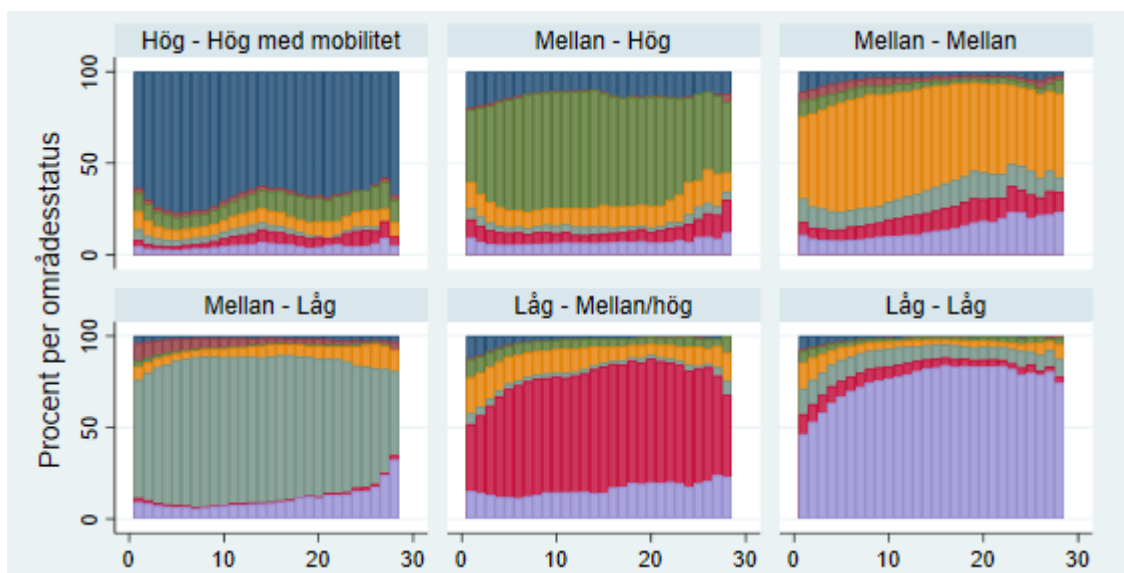 Hög - Hög med mobilitet
Mellan - Hög
Mellan - Mellan
Procent per områdesstatus
100
50
0
Mellan - Låg
Låg - Mellan/hög
Låg - Låg
100
50
0
0 10 20 30
0 10 20 30
0 10 20 30